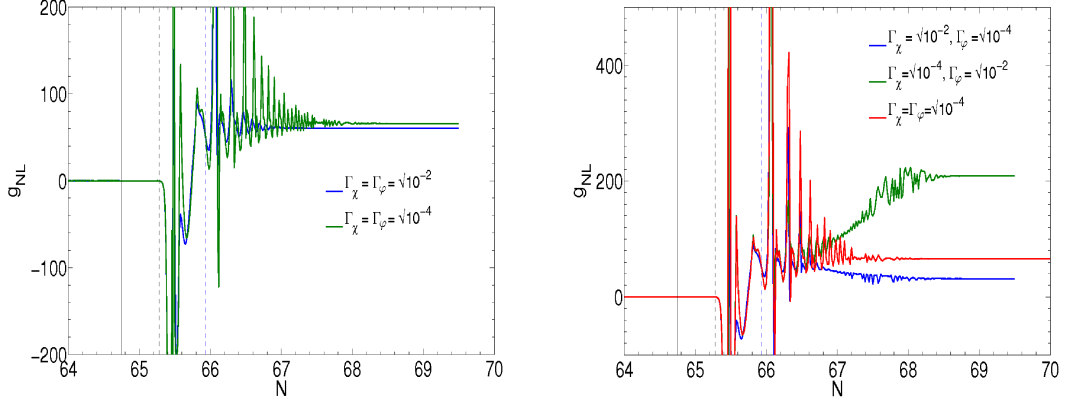 200
100
0
−100
−200
g_NL
64 65 66 67 68 69 70
N
Γ_χ = Γ_φ = √10⁻²
Γ_χ = Γ_φ = √10⁻⁴
400
200
0
g_NL
64 65 66 67 68 69 70
N
Γ_χ = √10⁻², Γ_φ = √10⁻⁴
Γ_χ=√10⁻⁴, Γ_φ = √10⁻²
Γ_χ=Γ_φ=√10⁻⁴